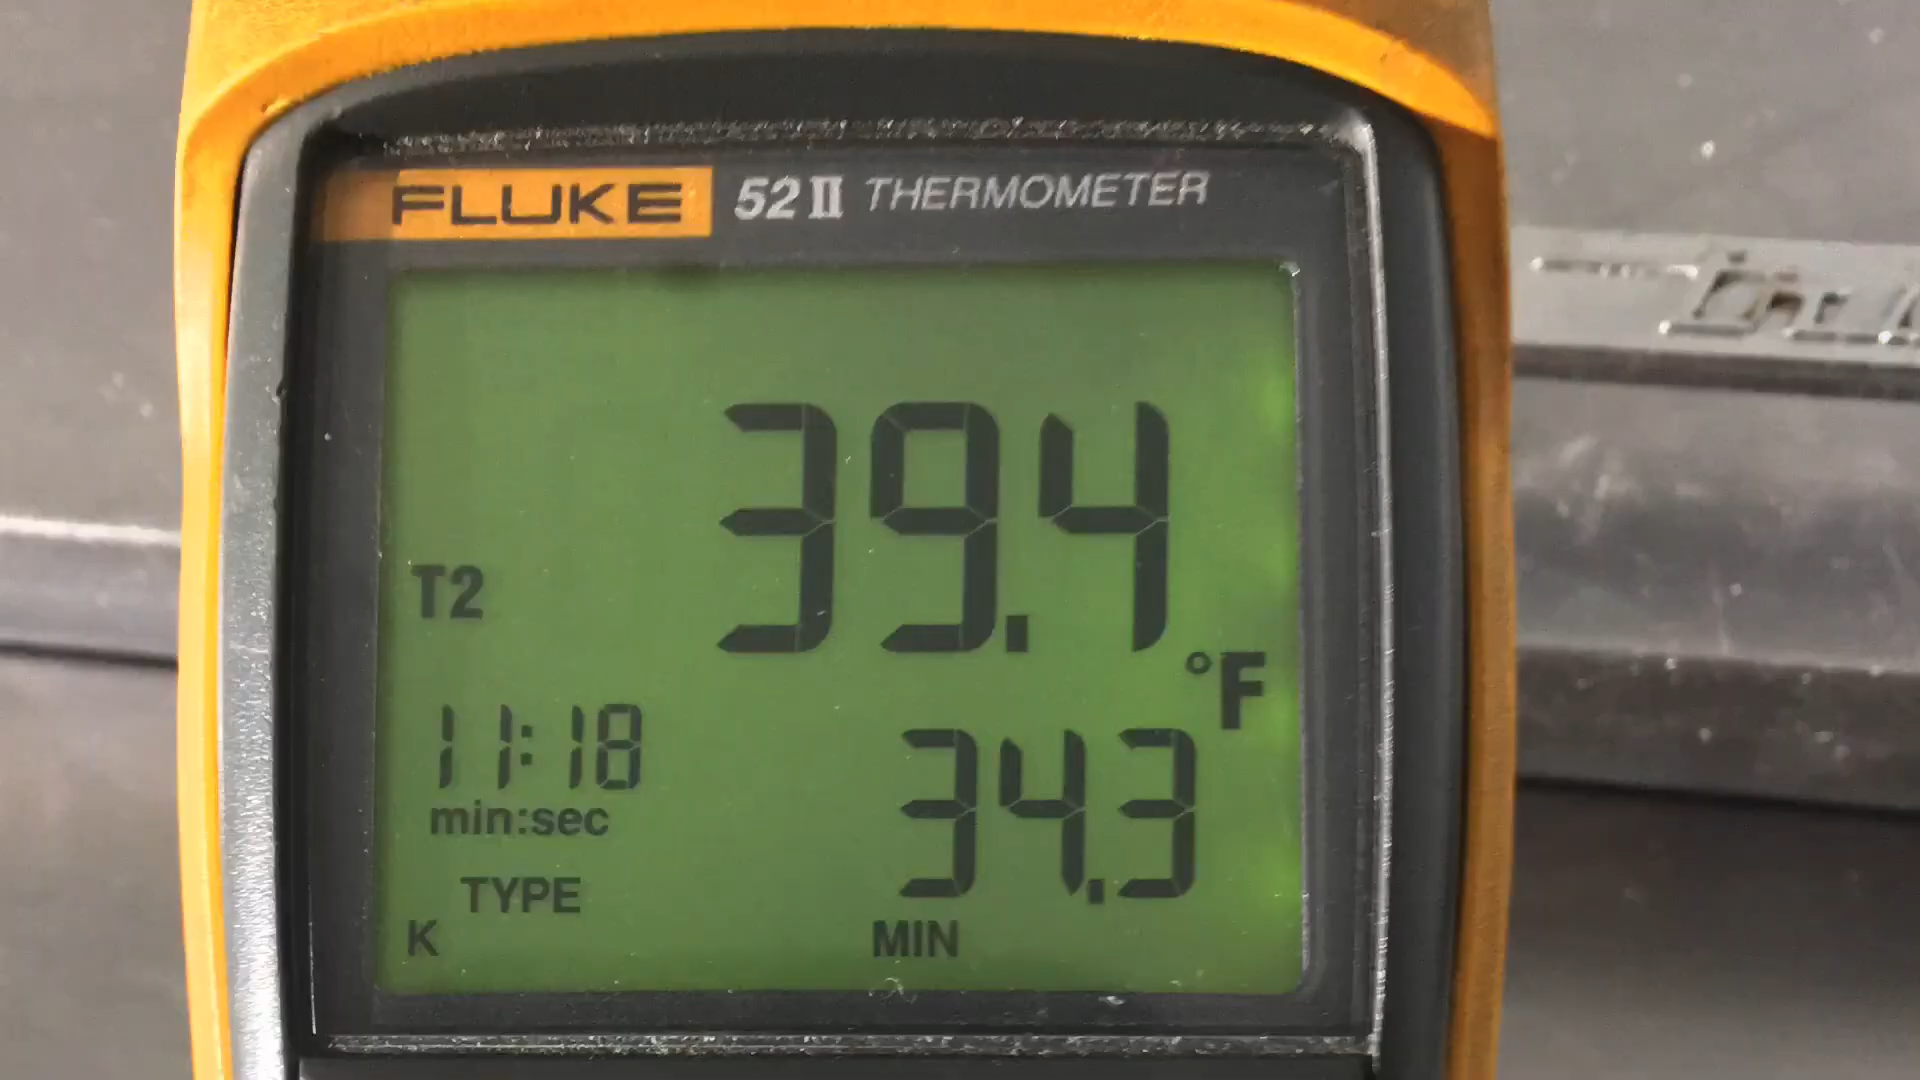 FLUKE 52 II THERMOMETER
39.4
T2
°F
11:18
34.3
min:sec
TYPE
K
MIN